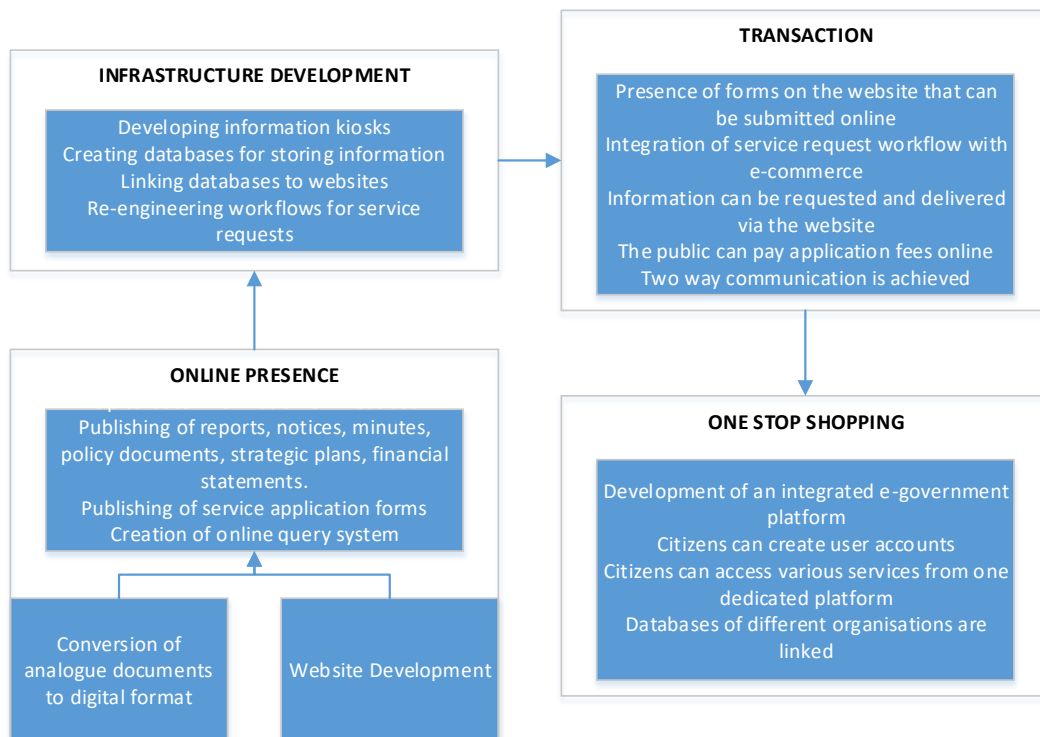 INFRASTRUCTURE DEVELOPMENT
Developing information kiosks
Creating databases for storing information
Linking databases to websites
Re-engineering workflows for service
requests
TRANSACTION
Presence of forms on the website that can
be submitted online
Integration of service request workflow with
e-commerce
Information can be requested and delivered
via the website
The public can pay application fees online
Two way communication is achieved
ONLINE PRESENCE
Publishing of reports, notices, minutes,
policy documents, strategic plans, financial
statements.
Publishing of service application forms
Creation of online query system
Conversion of
analogue documents
to digital format
Website Development
ONE STOP SHOPPING
Development of an integrated e-government
platform
Citizens can create user accounts
Citizens can access various services from one
dedicated platform
Databases of different organisations are
linked